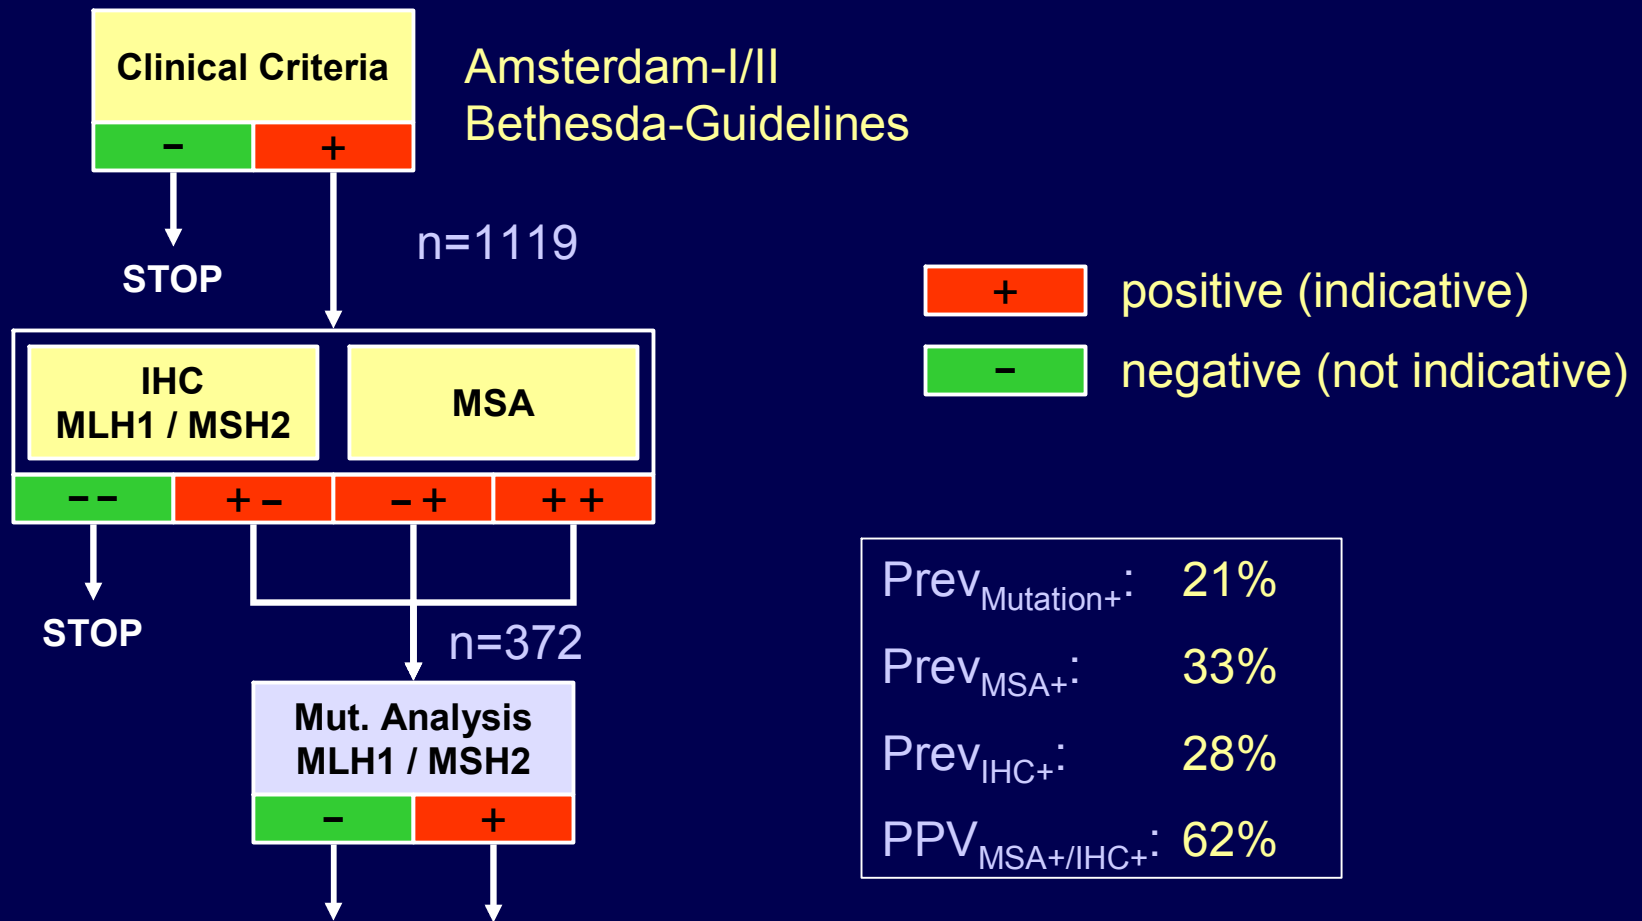 Clinical Criteria
Amsterdam-I/II
Bethesda-Guidelines
- +
STOP
n=1119
+ positive (indicative)
- negative (not indicative)
IHC
MLH1 / MSH2
MSA
-- +- -+ ++
STOP
n=372
Mut. Analysis
MLH1 / MSH2
- +
PrevMutation+: 21%
PrevMSA+: 33%
PrevIHC+: 28%
PPVMSA+/IHC+: 62%